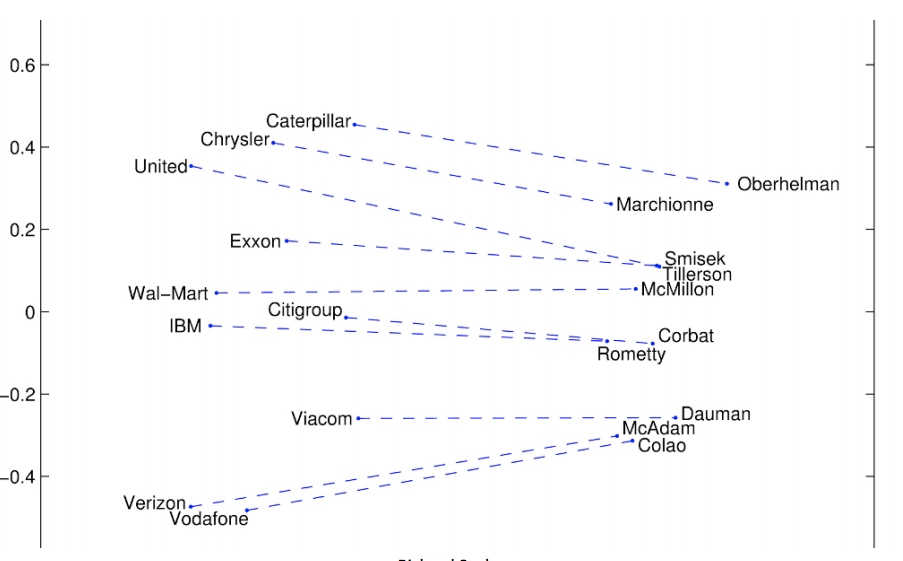 0.6
Caterpillar
Chrysler
0.4
United
Oberhelman
Marchionne
0.2
Exxon
Smisek
Tillerson
Wal-Mart
McMillon
0
Citigroup
IBM
Corbat
Rometty
-0.2
Viacom
Dauman
McAdam
Colao
-0.4
Verizon
Vodafone